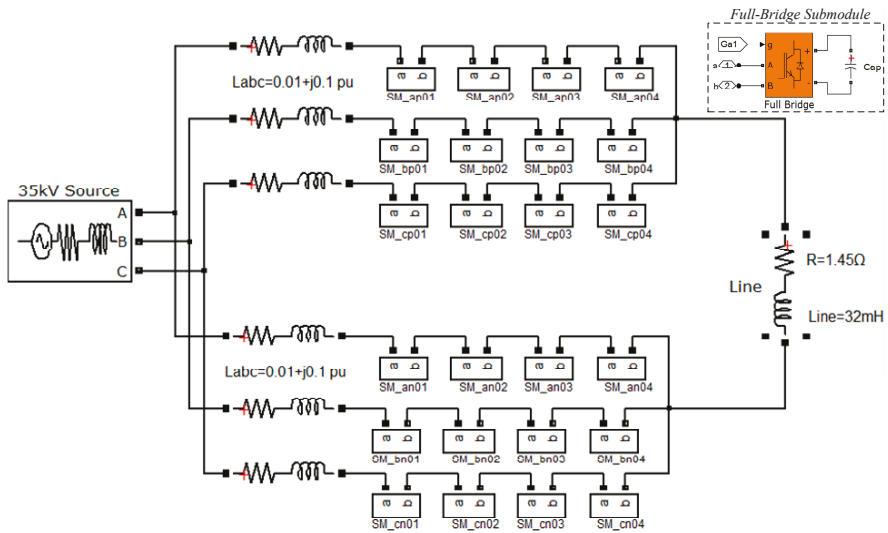 Full-Bridge Submodule
Ga1
g
a 1 A
b 2 B
+
-
Cap
Full Bridge
Labc=0.01+j0.1 pu
a b a b a b a b
SM_ap01 SM_ap02 SM_ap03 SM_ap04
a b a b a b a b
SM_bp01 SM_bp02 SM_bp03 SM_bp04
a b a b a b a b
SM_cp01 SM_cp02 SM_cp03 SM_cp04
35kV Source
A
B
C
R=1.45Ω
Line
Line=32mH
Labc=0.01+j0.1 pu
a b a b a b a b
SM_an01 SM_an02 SM_an03 SM_an04
a b a b a b a b
SM_bn01 SM_bn02 SM_bn03 SM_bn04
a b a b a b a b
SM_cn01 SM_cn02 SM_cn03 SM_cn04